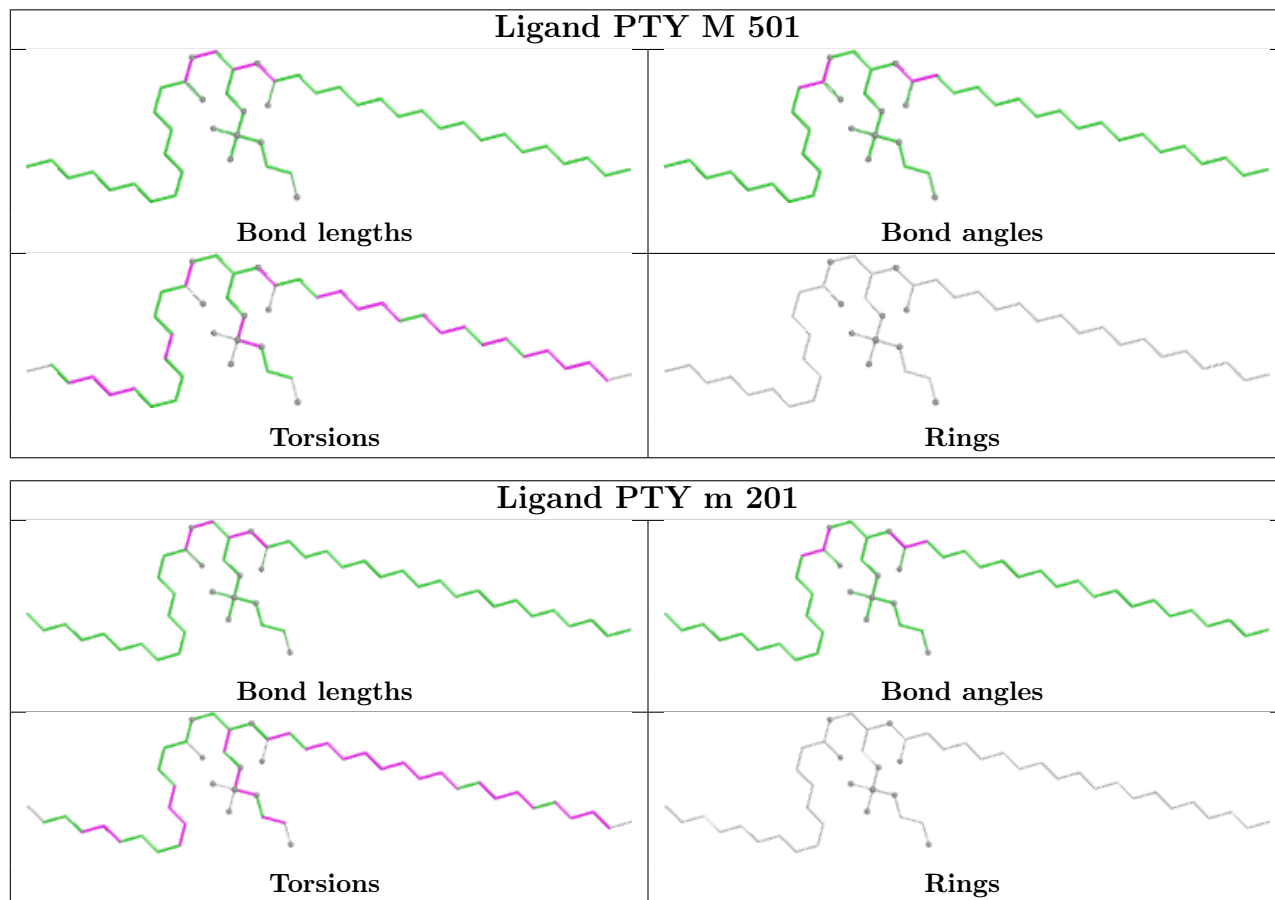 Ligand PTY M 501
Bond lengths
Bond angles
Torsions
Rings
Ligand PTY m 201
Bond lengths
Bond angles
Torsions
Rings